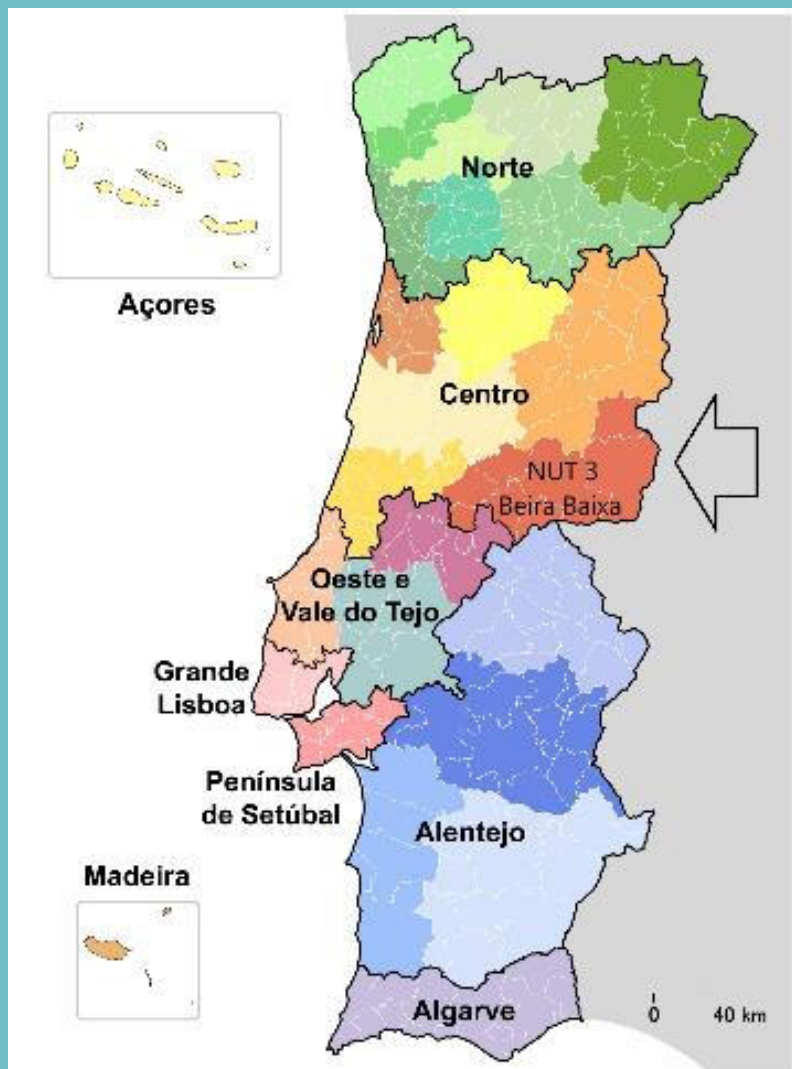 Norte
Açores
Centro
NUT 3
Beira Baixa
Oeste e
Vale do Tejo
Grande
Lisboa
Península
de Setúbal
Alentejo
Madeira
Algarve
0 40 km